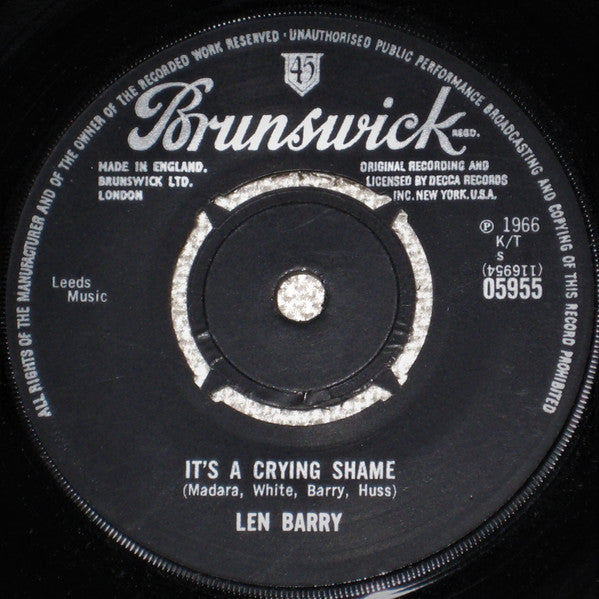 ALL RIGHTS OF THE MANUFACTURER AND OF THE OWNER OF THE RECORDED WORK RESERVED · UNAUTHORISED PUBLIC PERFORMANCE BROADCASTING AND COPYING OF THIS RECORD PROHIBITED
45
Brunswick REGD.
MADE IN ENGLAND.
BRUNSWICK LTD.
LONDON
ORIGINAL RECORDING AND
LICENSED BY DECCA RECORDS
INC. NEW YORK. U.S.A.
℗ 1966
K/T
S
(116954)
05955
Leeds
Music
IT'S A CRYING SHAME
(Madara, White, Barry, Huss)
LEN BARRY